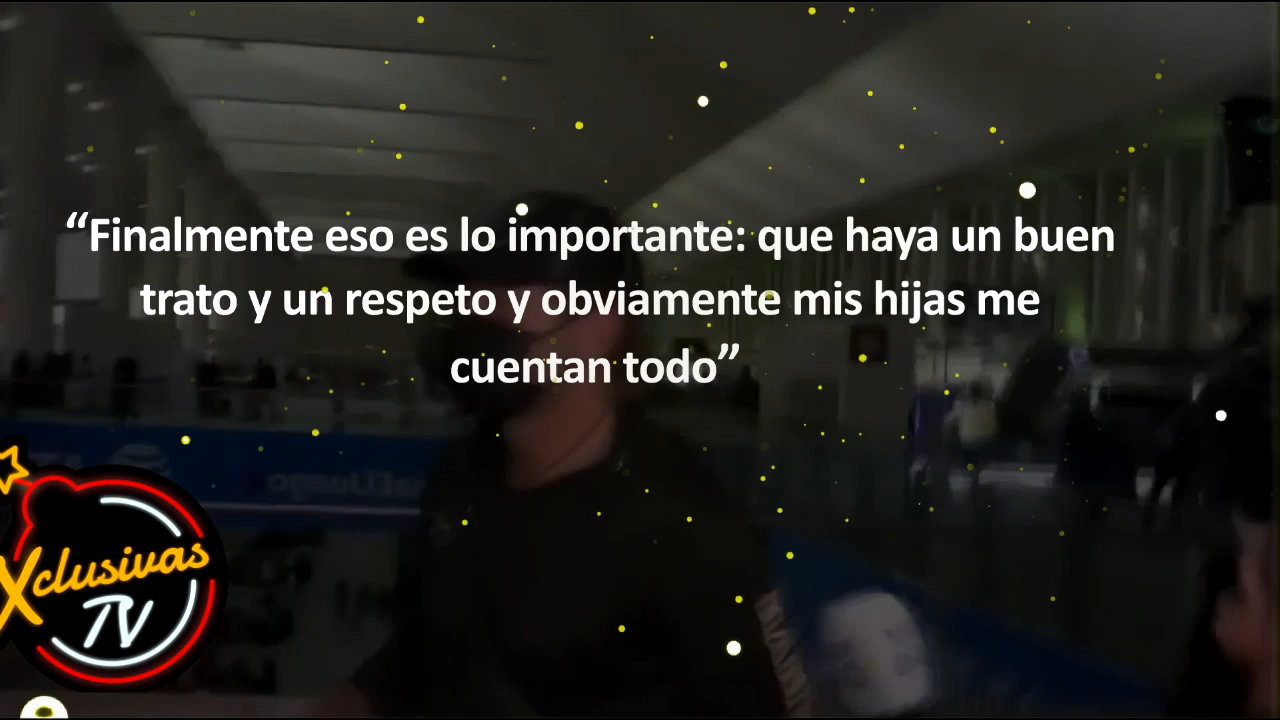 “Finalmente eso es lo importante: que haya un buen
trato y un respeto y obviamente mis hijas me
cuentan todo”
Xclusivas
TV